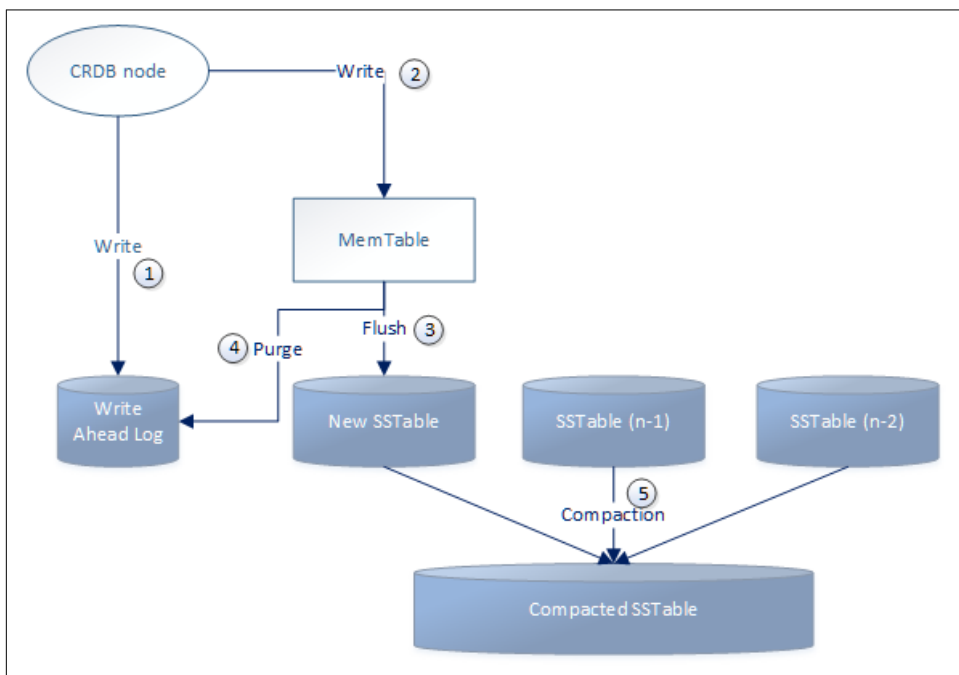 CRDB node
Write 2
MemTable
Write
1
Flush 3
4 Purge
Write
Ahead Log
New SSTable
SSTable (n-1)
SSTable (n-2)
5
Compaction
Compacted SSTable